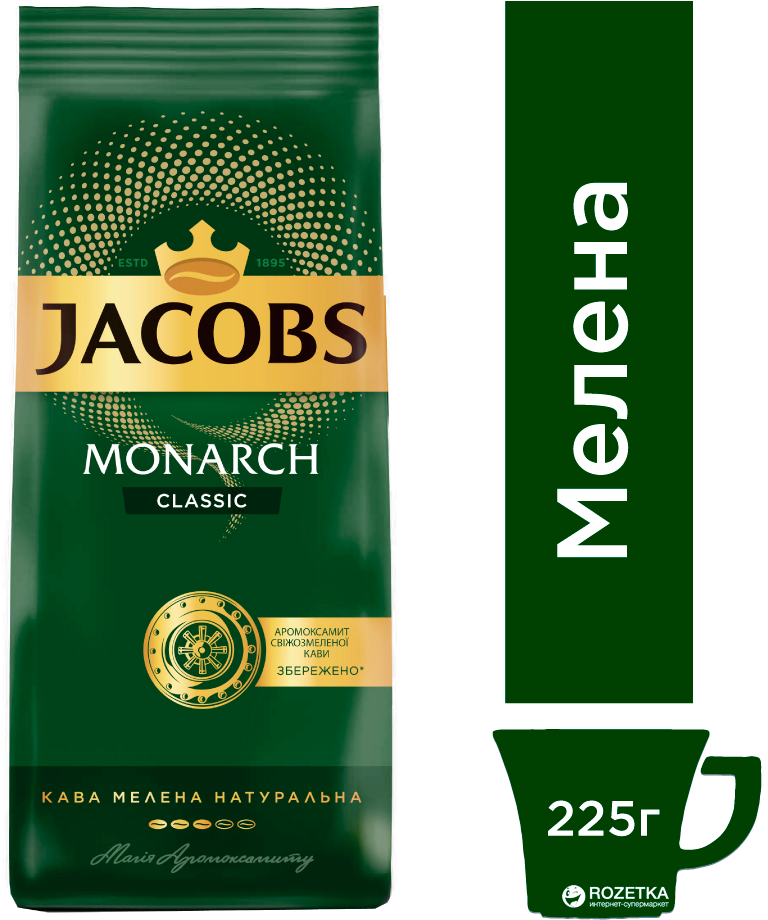 ESTD 1895
JACOBS
MONARCH
CLASSIC
АРОМОКСАМИТ
СВІЖОЗМЕЛЕНОЇ
КАВИ
ЗБЕРЕЖЕНО*
КАВА МЕЛЕНА НАТУРАЛЬНА
Магія Аромоксамиту
Мелена
225г
ROZETKA
интернет-супермаркет